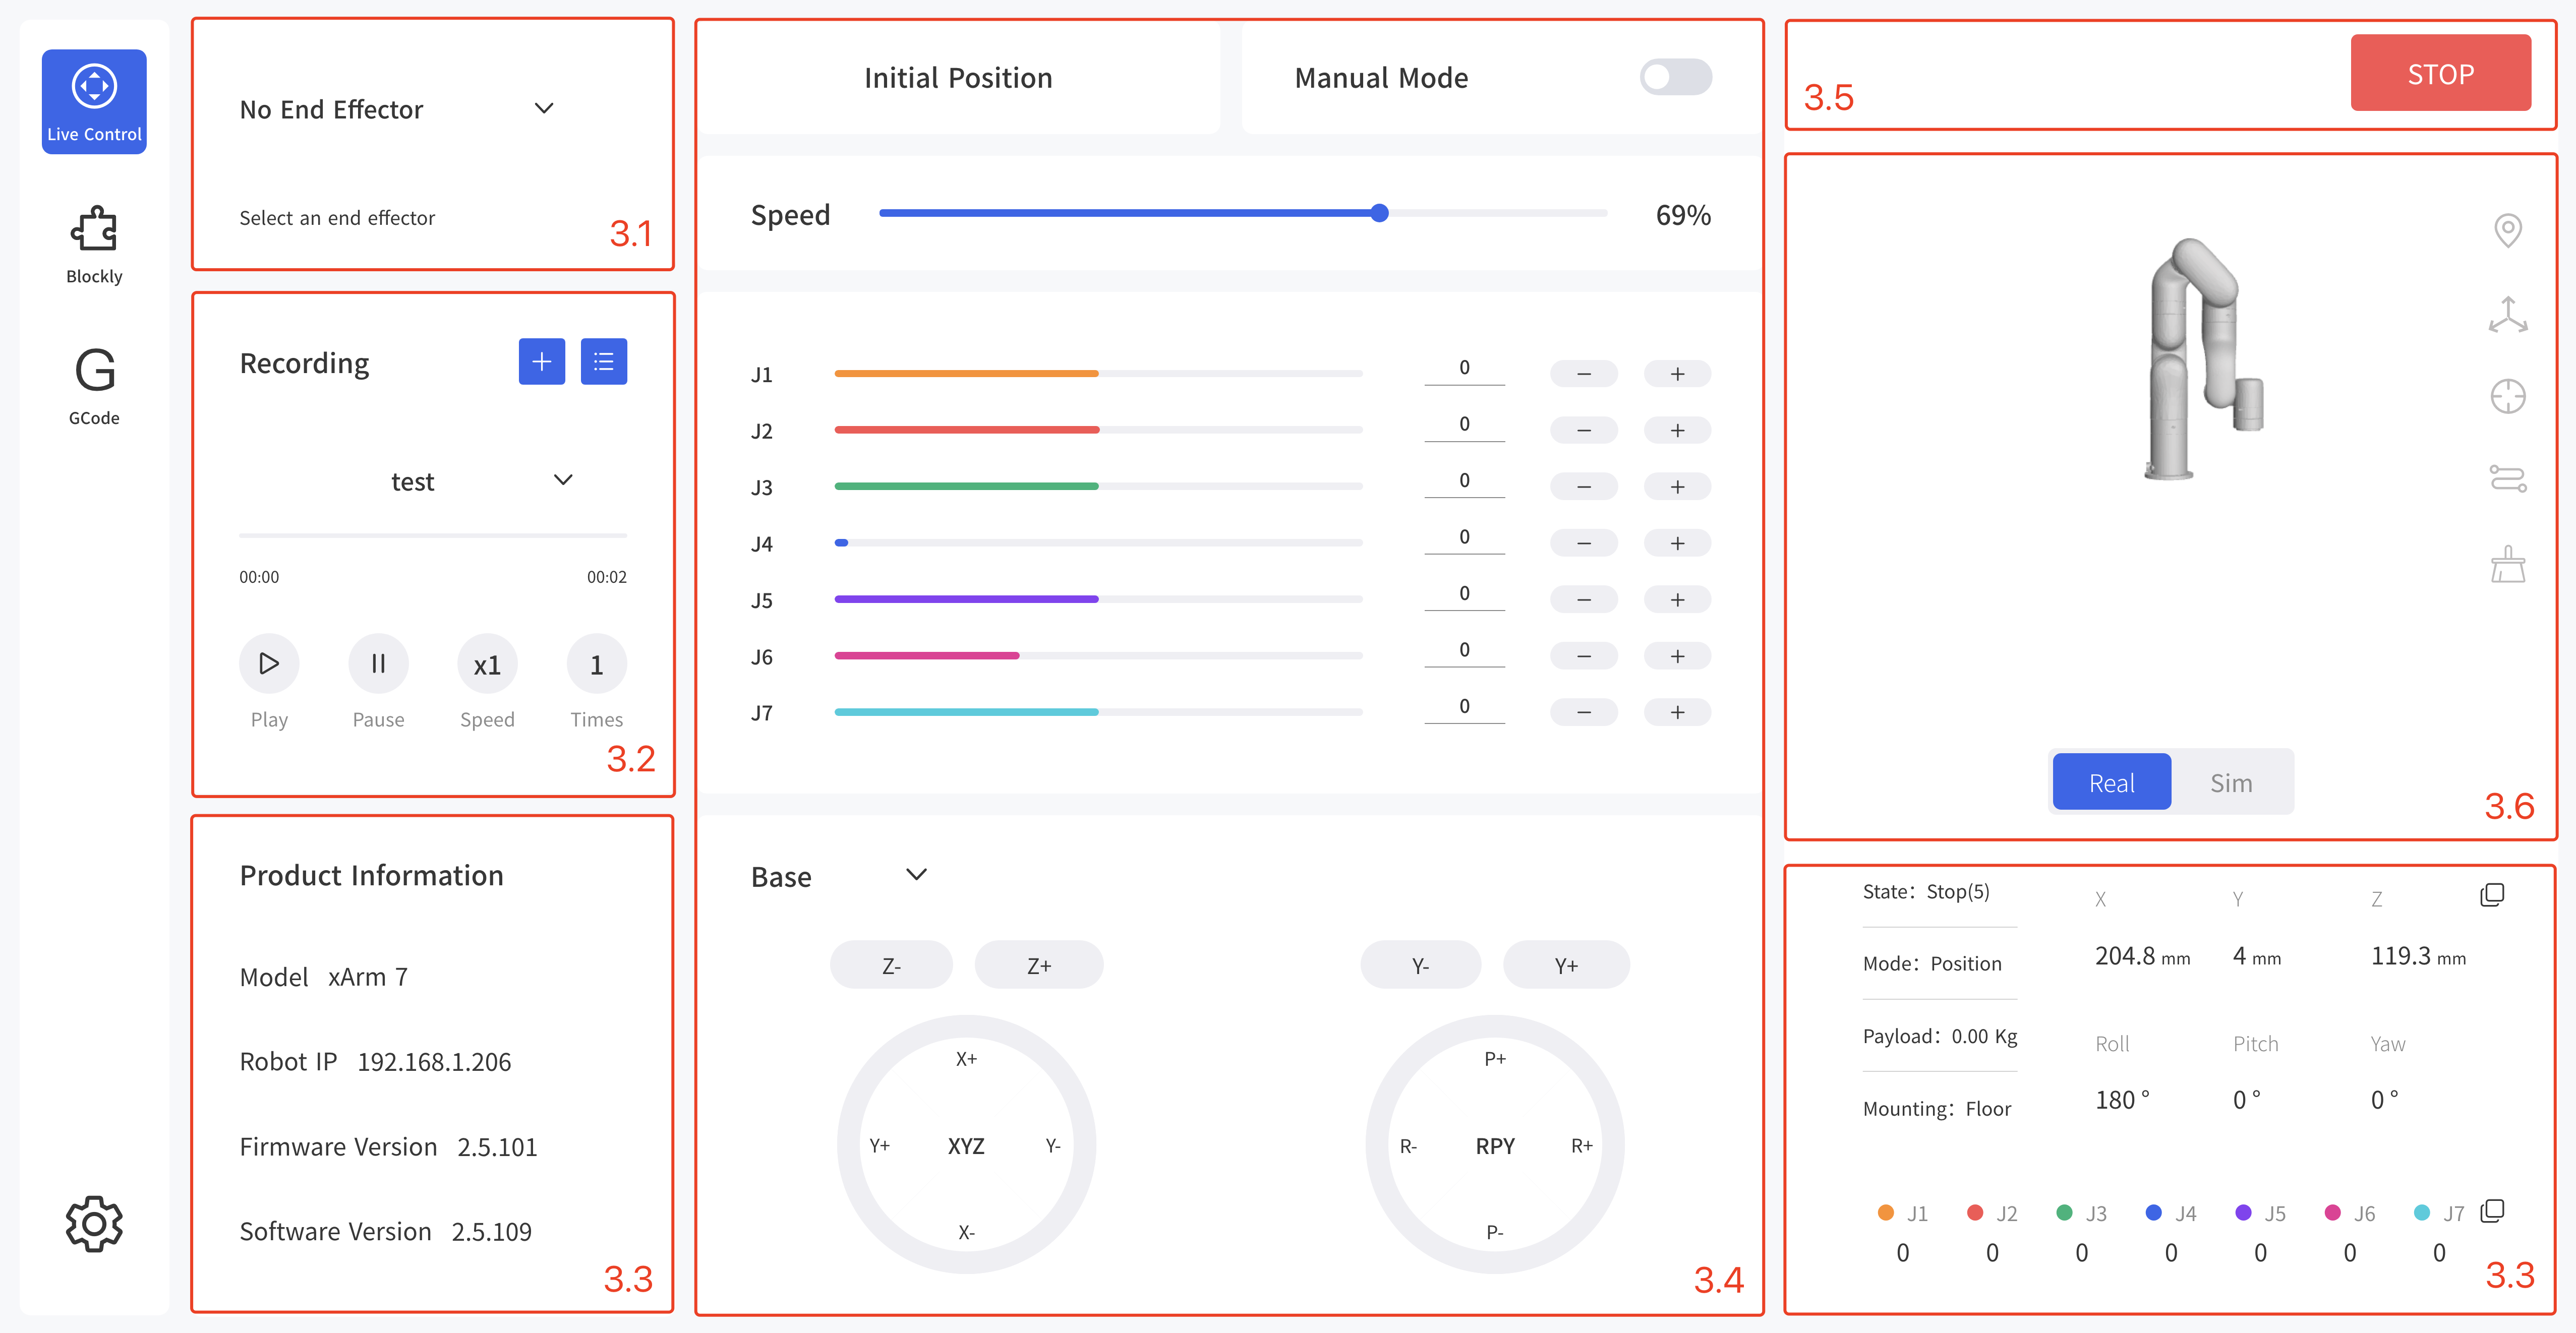 Live Control
Blockly
G
GCode
No End Effector
Select an end effector
3.1
Recording
test
00:00 00:02
x1 1
Play Pause Speed Times
3.2
Product Information
Model xArm 7
Robot IP 192.168.1.206
Firmware Version 2.5.101
Software Version 2.5.109
3.3
Initial Position
Manual Mode
Speed 69%
J1 0 − +
J2 0 − +
J3 0 − +
J4 0 − +
J5 0 − +
J6 0 − +
J7 0 − +
Base
Z- Z+
X+
Y+ XYZ Y-
X-
Y- Y+
P+
R- RPY R+
P-
3.4
STOP
3.5
Real Sim
3.6
State: Stop(5)
Mode: Position
Payload: 0.00 Kg
Mounting: Floor
X Y Z
204.8 mm 4 mm 119.3 mm
Roll Pitch Yaw
180 ° 0 ° 0 °
J1 J2 J3 J4 J5 J6 J7
0 0 0 0 0 0 0
3.3